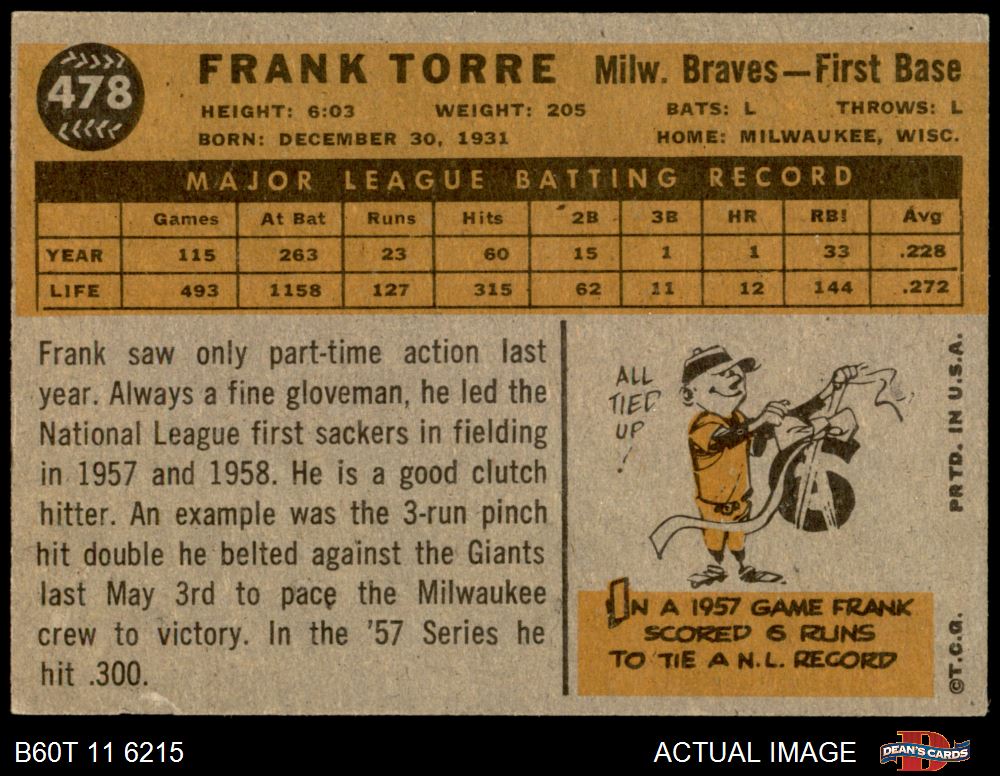 478
FRANK TORRE Milw. Braves—First Base
HEIGHT: 6:03 WEIGHT: 205 BATS: L THROWS: L
BORN: DECEMBER 30, 1931 HOME: MILWAUKEE, WISC.
MAJOR LEAGUE BATTING RECORD
Games At Bat Runs Hits 2B 3B HR RBI Avg
YEAR 115 263 23 60 15 1 1 33 .228
LIFE 493 1158 127 315 62 11 12 144 .272
Frank saw only part-time action last
year. Always a fine gloveman, he led the
National League first sackers in fielding
in 1957 and 1958. He is a good clutch
hitter. An example was the 3-run pinch
hit double he belted against the Giants
last May 3rd to pace the Milwaukee
crew to victory. In the '57 Series he
hit .300.
ALL
TIED
UP
!
6
IN A 1957 GAME FRANK
SCORED 6 RUNS
TO TIE A N.L. RECORD
©T.C.G. PRTD. IN U.S.A.
B60T 11 6215 ACTUAL IMAGE
D
DEAN'S CARDS